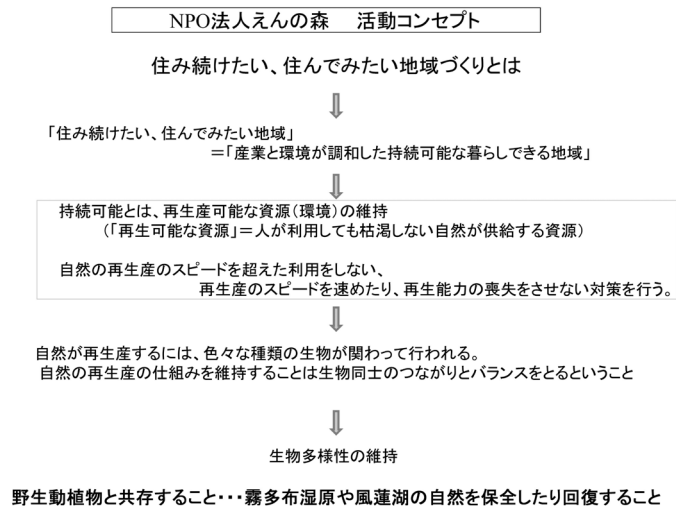 NPO法人えんの森　活動コンセプト
住み続けたい、住んでみたい地域づくりとは
「住み続けたい、住んでみたい地域」
＝「産業と環境が調和した持続可能な暮らしできる地域」
持続可能とは、再生産可能な資源（環境）の維持
（「再生可能な資源」＝人が利用しても枯渇しない自然が供給する資源）
自然の再生産のスピードを超えた利用をしない、
再生産のスピードを速めたり、再生能力の喪失をさせない対策を行う。
自然が再生産するには、色々な種類の生物が関わって行われる。
自然の再生産の仕組みを維持することは生物同士のつながりとバランスをとるということ
生物多様性の維持
野生動植物と共存すること・・・霧多布湿原や風蓮湖の自然を保全したり回復すること